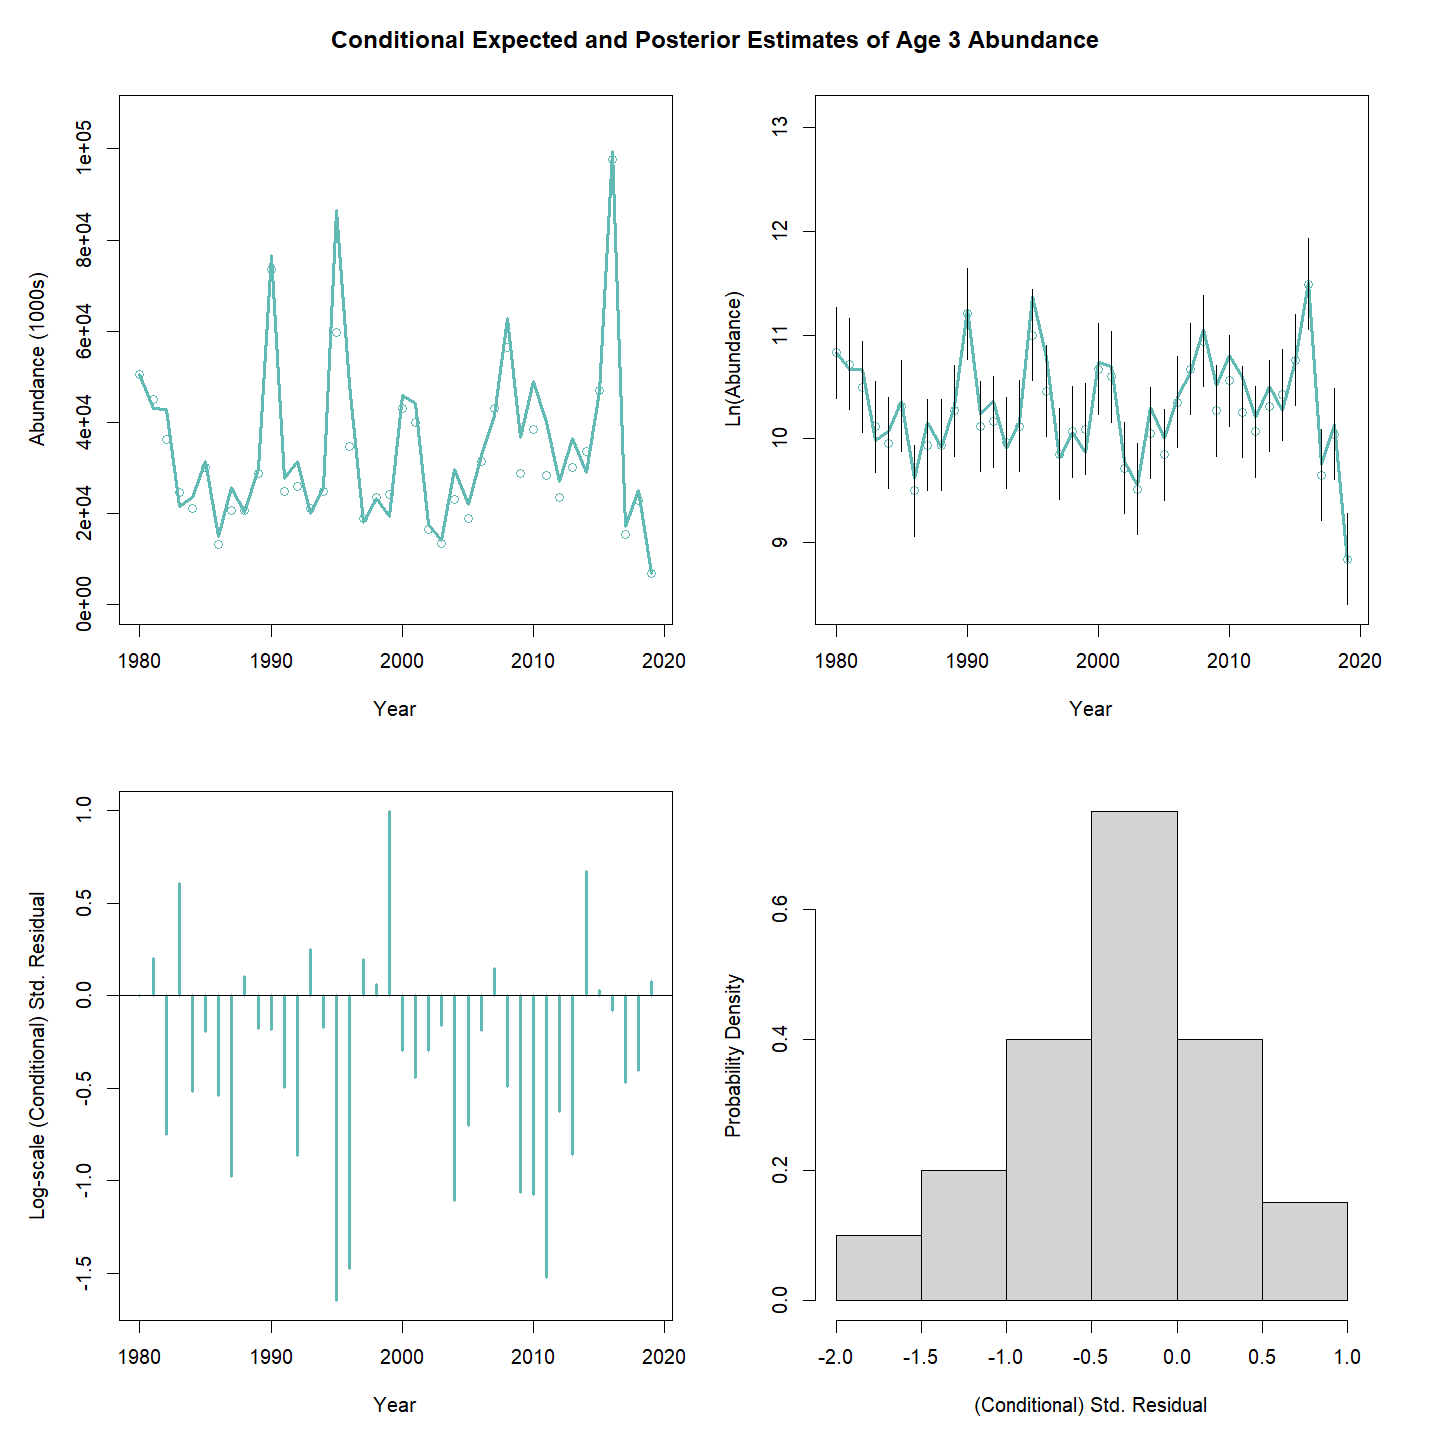 Conditional Expected and Posterior Estimates of Age 3 Abundance
Abundance (1000s)
1e+05
8e+04
6e+04
4e+04
2e+04
0e+00
1980 1990 2000 2010 2020
Year
Ln(Abundance)
13
12
11
10
9
1980 1990 2000 2010 2020
Year
Log-scale (Conditional) Std. Residual
1.0
0.5
0.0
-0.5
-1.0
-1.5
1980 1990 2000 2010 2020
Year
Probability Density
0.6
0.4
0.2
0.0
-2.0 -1.5 -1.0 -0.5 0.0 0.5 1.0
(Conditional) Std. Residual